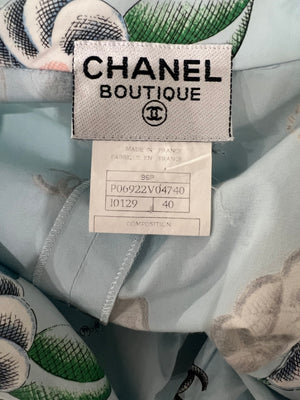 CHANEL
BOUTIQUE
MADE IN FRANCE
FABRIQUE EN FRANCE
96P
P06922V04740
10129 40
COMPOSITION